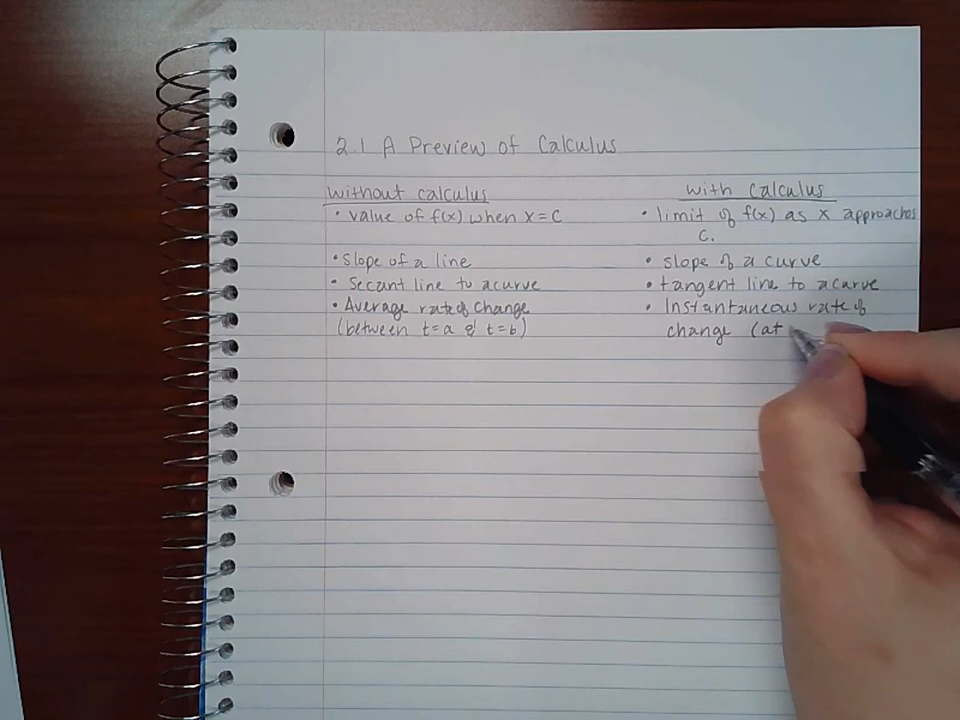 2.1 A Preview of Calculus
without calculus
• value of f(x) when x=c
• slope of a line
• Secant line to a curve
• Average rate of change
(between t=a & t=b)
with calculus
• limit of f(x) as x approaches
c.
• slope of a curve
• tangent line to a curve
• Instantaneous rate of
change (at